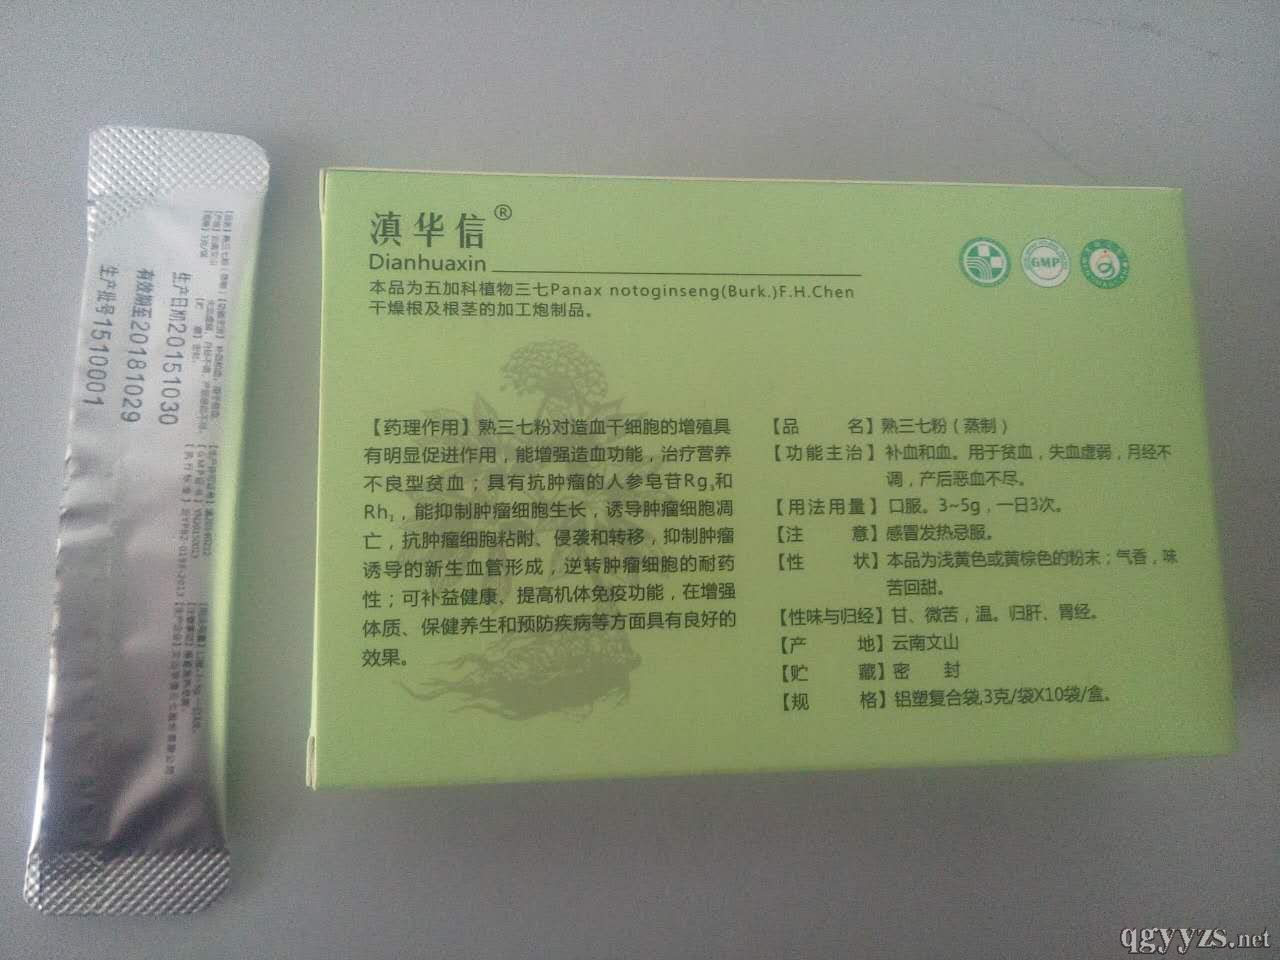 滇华信®
Dianhuaxin
本品为五加科植物三七Panax notoginseng(Burk.)F.H.Chen
干燥根及根茎的加工炮制品。
GMP
【药理作用】熟三七粉对造血干细胞的增殖具
有明显促进作用，能增强造血功能，治疗营养
不良型贫血；具有抗肿瘤的人参皂苷Rg₃和
Rh₂，能抑制肿瘤细胞生长，诱导肿瘤细胞凋
亡，抗肿瘤细胞粘附、侵袭和转移，抑制肿瘤
诱导的新生血管形成，逆转肿瘤细胞的耐药
性；可补益健康、提高机体免疫功能，在增强
体质、保健养生和预防疾病等方面具有良好的
效果。
【品 名】熟三七粉（蒸制）
【功能主治】补血和血。用于贫血，失血虚弱，月经不
调，产后恶血不尽。
【用法用量】口服。3~5g，一日3次。
【注 意】感冒发热忌服。
【性 状】本品为浅黄色或黄棕色的粉末；气香，味
苦回甜。
【性味与归经】甘、微苦，温。归肝、胃经。
【产 地】云南文山
【贮 藏】密 封
【规 格】铝塑复合袋,3克/袋X10袋/盒。
生产日期20151030
有效期至20181029
生产批号1510001
qgyyzs.net